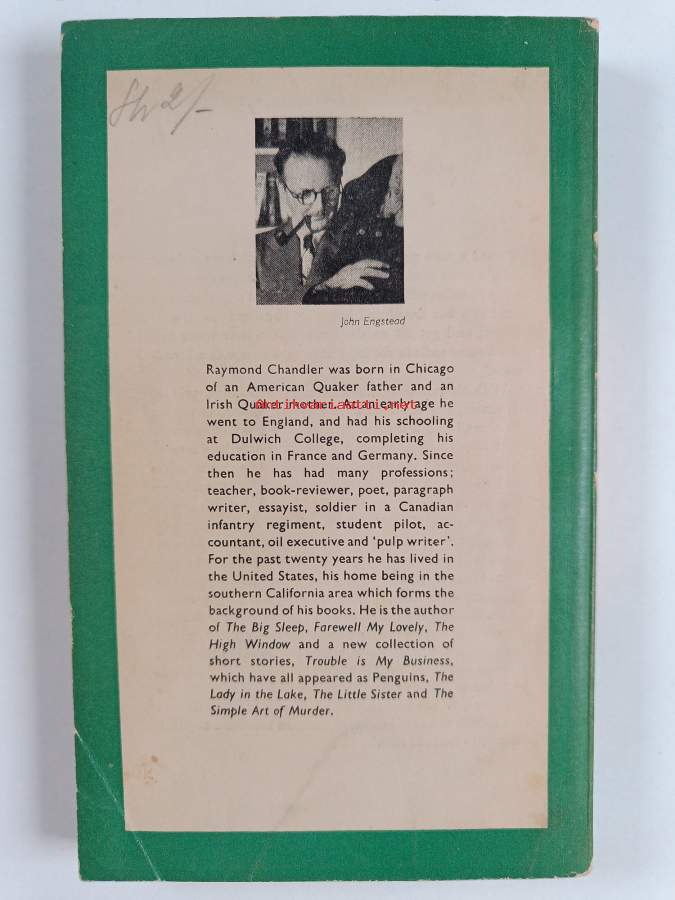 2/-
John Engstead
Raymond Chandler was born in Chicago
of an American Quaker father and an
Irish Quaker mother. At an early age he
went to England, and had his schooling
at Dulwich College, completing his
education in France and Germany. Since
then he has had many professions;
teacher, book-reviewer, poet, paragraph
writer, essayist, soldier in a Canadian
infantry regiment, student pilot, ac-
countant, oil executive and ‘pulp writer’.
For the past twenty years he has lived in
the United States, his home being in the
southern California area which forms the
background of his books. He is the author
of The Big Sleep, Farewell My Lovely, The
High Window and a new collection of
short stories, Trouble is My Business,
which have all appeared as Penguins, The
Lady in the Lake, The Little Sister and The
Simple Art of Murder.